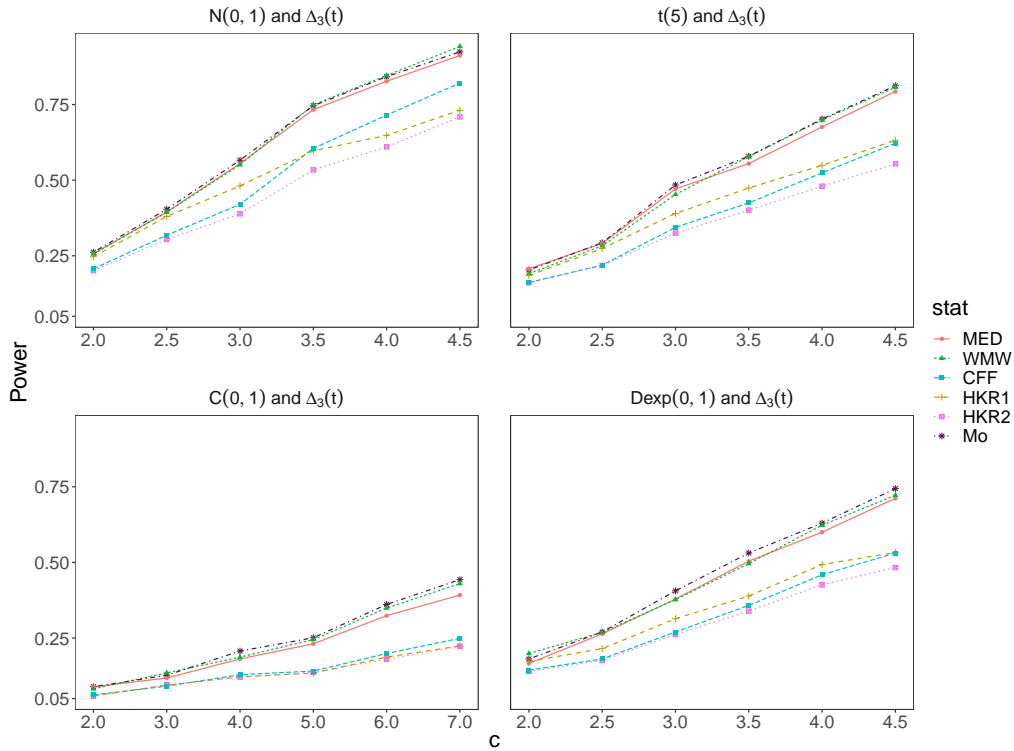 N(0, 1) and Δ₃(t)
t(5) and Δ₃(t)
0.75
0.50
0.25
0.05
2.0 2.5 3.0 3.5 4.0 4.5
2.0 2.5 3.0 3.5 4.0 4.5
Power
C(0, 1) and Δ₃(t)
Dexp(0, 1) and Δ₃(t)
0.75
0.50
0.25
0.05
2.0 3.0 4.0 5.0 6.0 7.0
2.0 2.5 3.0 3.5 4.0 4.5
c
stat
MED
WMW
CFF
HKR1
HKR2
Mo